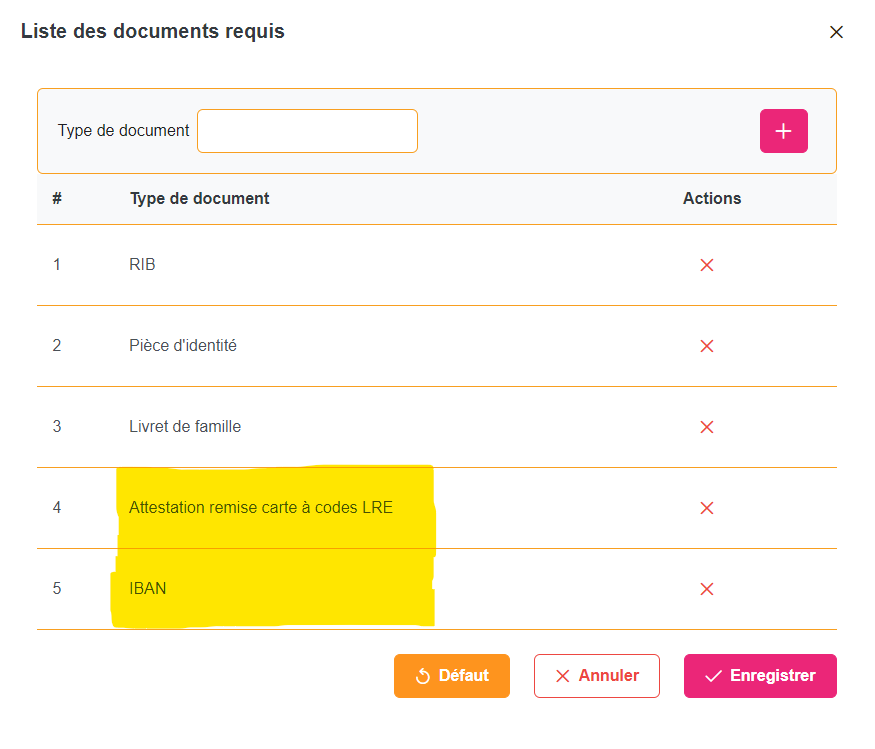 Liste des documents requis
Type de document
# Type de document Actions
1 RIB
2 Pièce d'identité
3 Livret de famille
4 Attestation remise carte à codes LRE
5 IBAN
Défaut Annuler Enregistrer